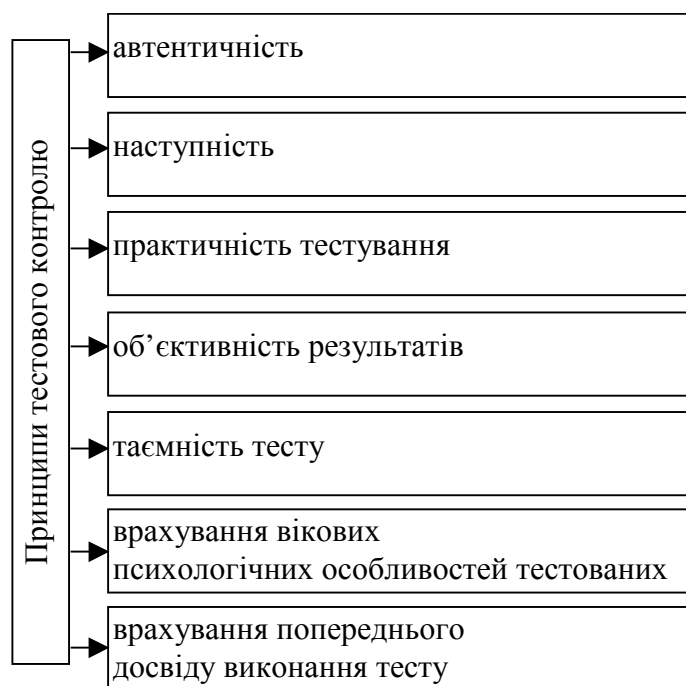 Принципи тестового контролю
автентичність
наступність
практичність тестування
об’єктивність результатів
таємність тесту
врахування вікових
психологічних особливостей тестованих
врахування попереднього
досвіду виконання тесту